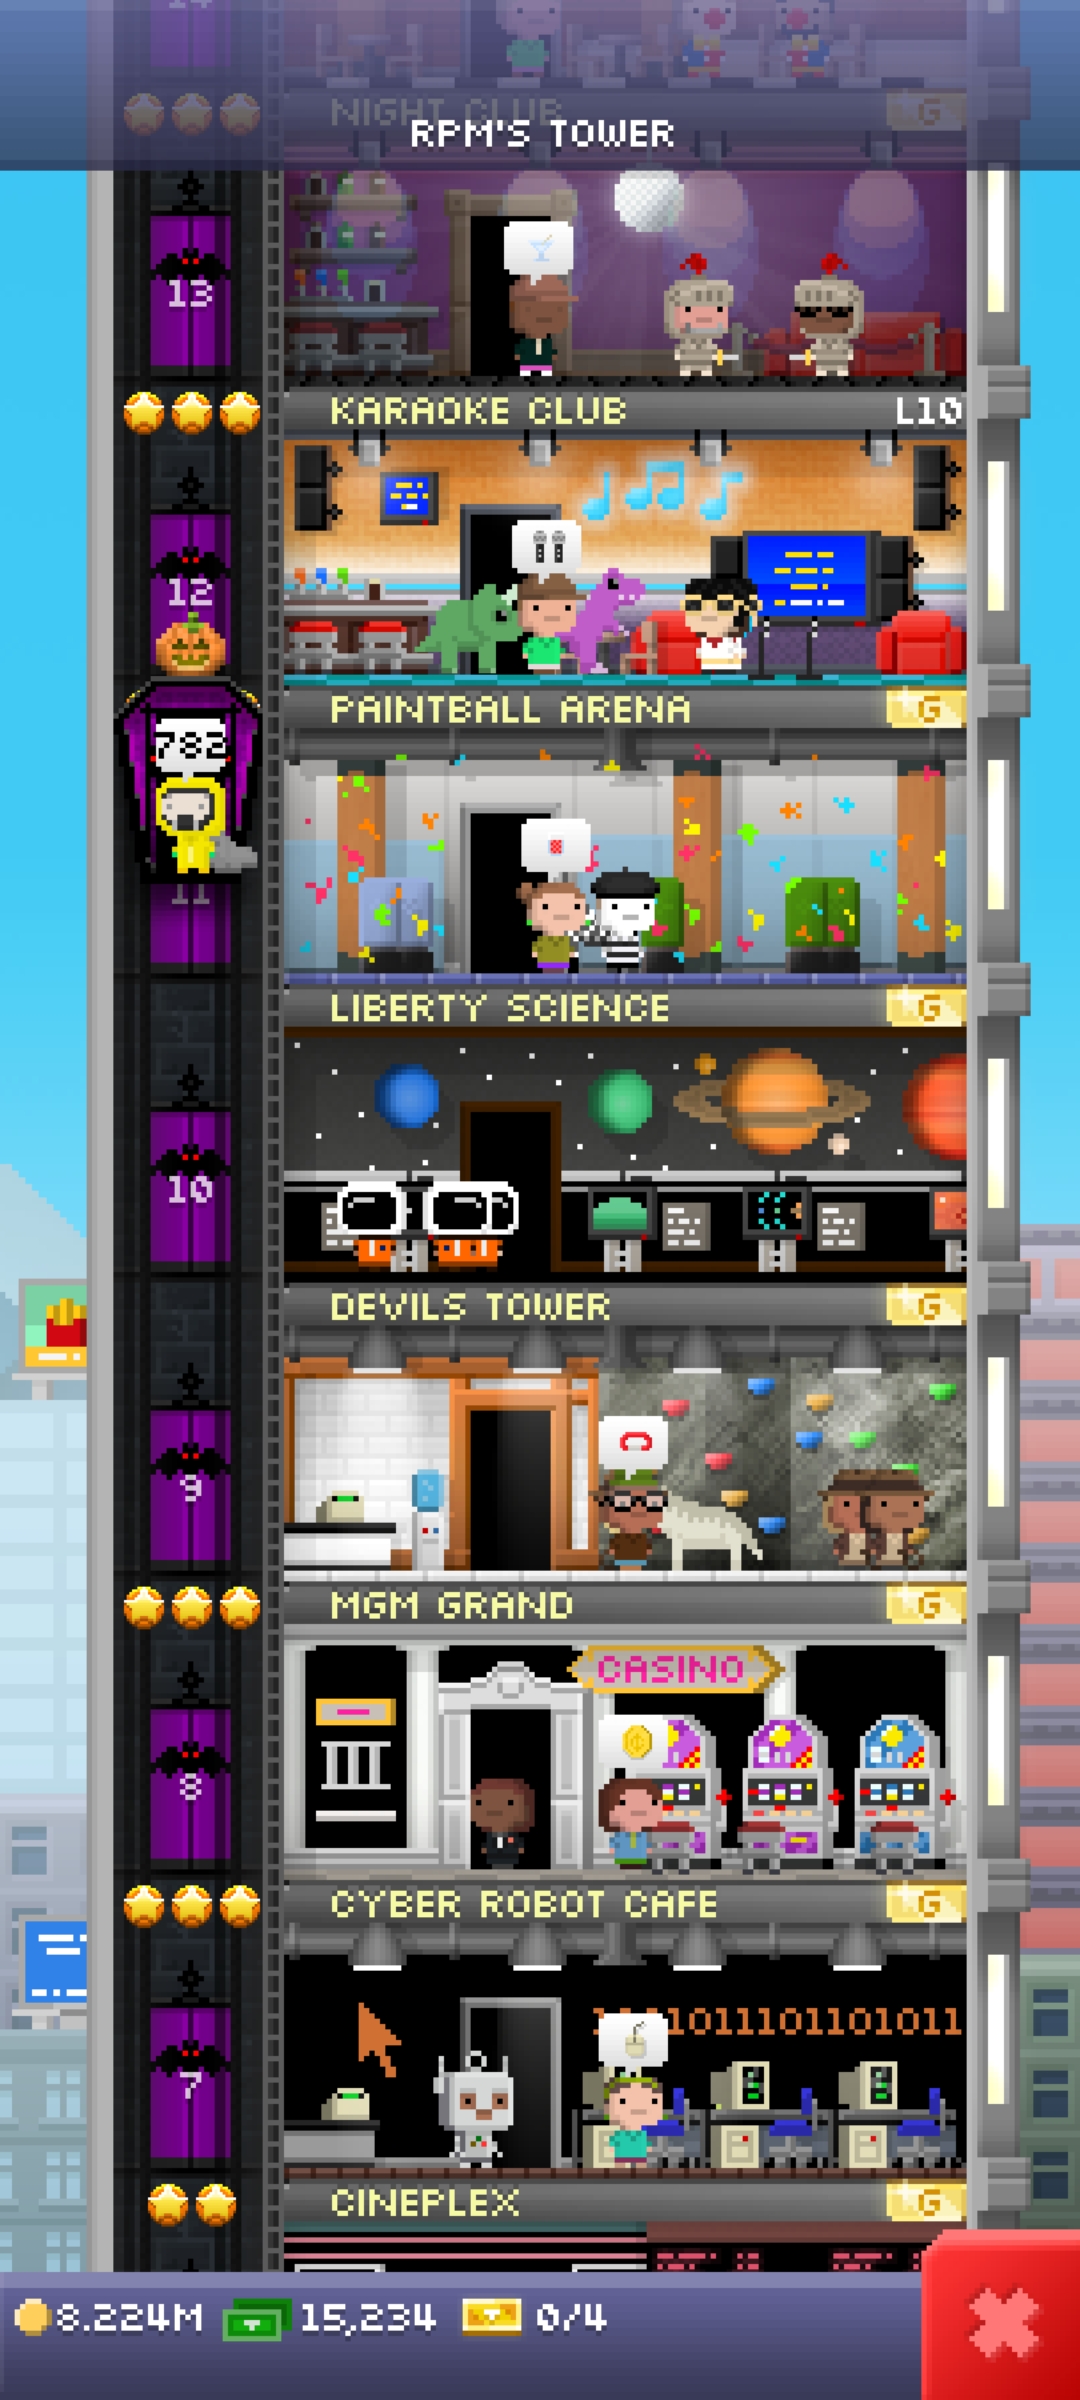 14
NIGHT CLUB
G
RPM'S TOWER
13
KARAOKE CLUB
L10
12
PAINTBALL ARENA
G
782
11
LIBERTY SCIENCE
G
10
DEVILS TOWER
G
9
MGM GRAND
G
CASINO
8
CYBER ROBOT CAFE
G
1011101101011
7
CINEPLEX
G
8.224M
15,234
0/4